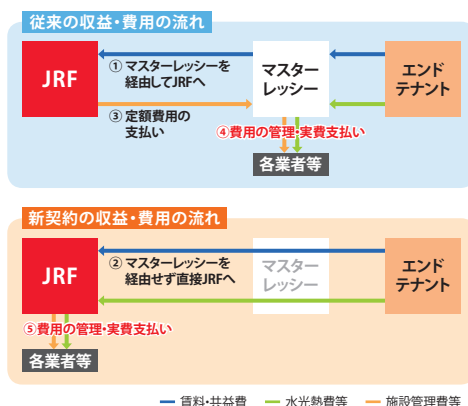 従来の収益・費用の流れ
JRF
① マスターレッシーを
経由してJRFへ
マスター
レッシー
エンド
テナント
③ 定額費用の
支払い
④費用の管理・実費支払い
各業者等
新契約の収益・費用の流れ
JRF
② マスターレッシーを
経由せず直接JRFへ
マスター
レッシー
エンド
テナント
⑤費用の管理・実費支払い
各業者等
賃料・共益費 水光熱費等 施設管理費等